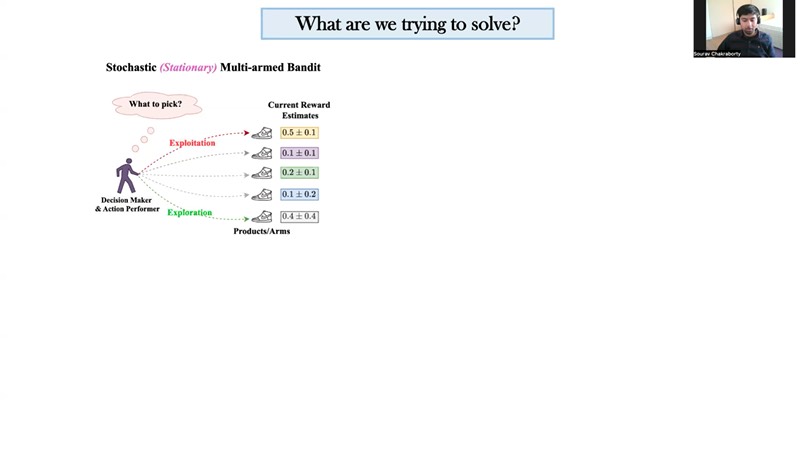 What are we trying to solve?
Sourav Chakraborty
Stochastic (Stationary) Multi-armed Bandit
What to pick?
Current Reward
Estimates
Exploitation
0.5 ± 0.1
0.1 ± 0.1
0.2 ± 0.1
0.1 ± 0.2
Decision Maker
& Action Performer
Exploration
0.4 ± 0.4
Products/Arms